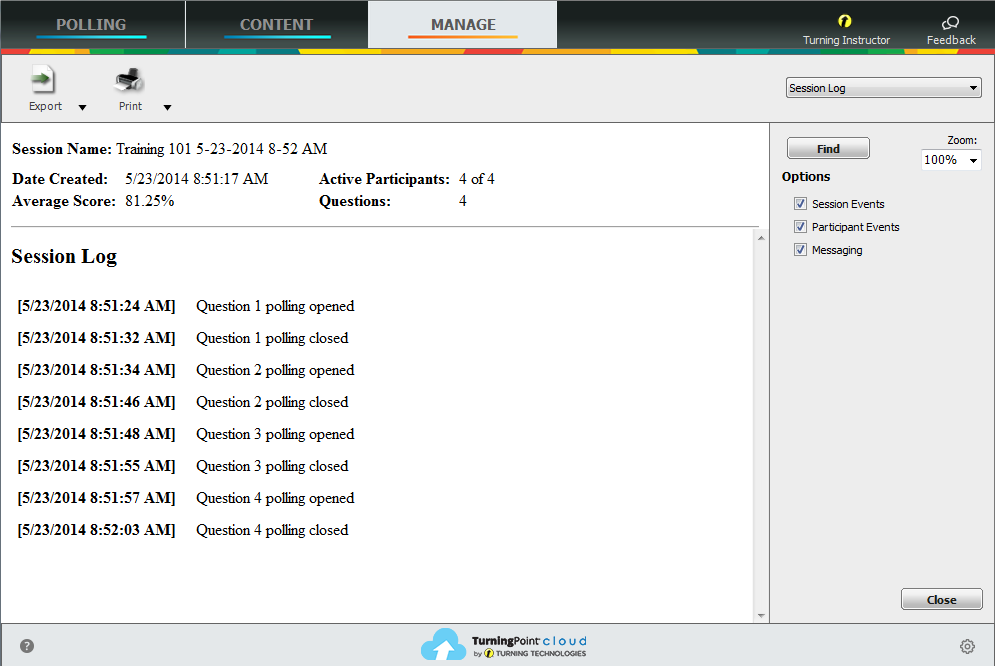 POLLING CONTENT MANAGE Turning Instructor Feedback
Export Print Session Log
Session Name: Training 101 5-23-2014 8-52 AM
Date Created: 5/23/2014 8:51:17 AM Active Participants: 4 of 4
Average Score: 81.25% Questions: 4
Session Log
[5/23/2014 8:51:24 AM] Question 1 polling opened
[5/23/2014 8:51:32 AM] Question 1 polling closed
[5/23/2014 8:51:34 AM] Question 2 polling opened
[5/23/2014 8:51:46 AM] Question 2 polling closed
[5/23/2014 8:51:48 AM] Question 3 polling opened
[5/23/2014 8:51:55 AM] Question 3 polling closed
[5/23/2014 8:51:57 AM] Question 4 polling opened
[5/23/2014 8:52:03 AM] Question 4 polling closed
Find Zoom:
100%
Options
Session Events
Participant Events
Messaging
Close
?
TurningPoint cloud
by TURNING TECHNOLOGIES